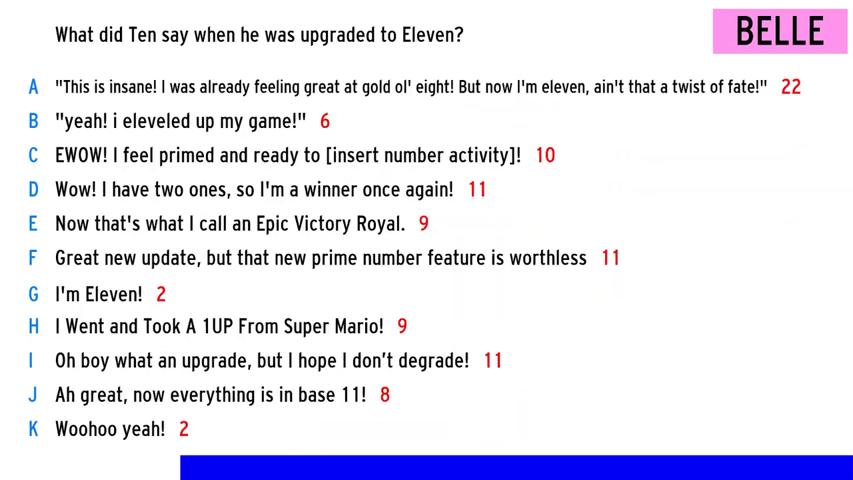 What did Ten say when he was upgraded to Eleven?
BELLE
A "This is insane! I was already feeling great at gold ol' eight! But now I'm eleven, ain't that a twist of fate!" 22
B "yeah! i eleveled up my game!" 6
C EWOW! I feel primed and ready to [insert number activity]! 10
D Wow! I have two ones, so I'm a winner once again! 11
E Now that's what I call an Epic Victory Royal. 9
F Great new update, but that new prime number feature is worthless 11
G I'm Eleven! 2
H I Went and Took A 1UP From Super Mario! 9
I Oh boy what an upgrade, but I hope I don’t degrade! 11
J Ah great, now everything is in base 11! 8
K Woohoo yeah! 2